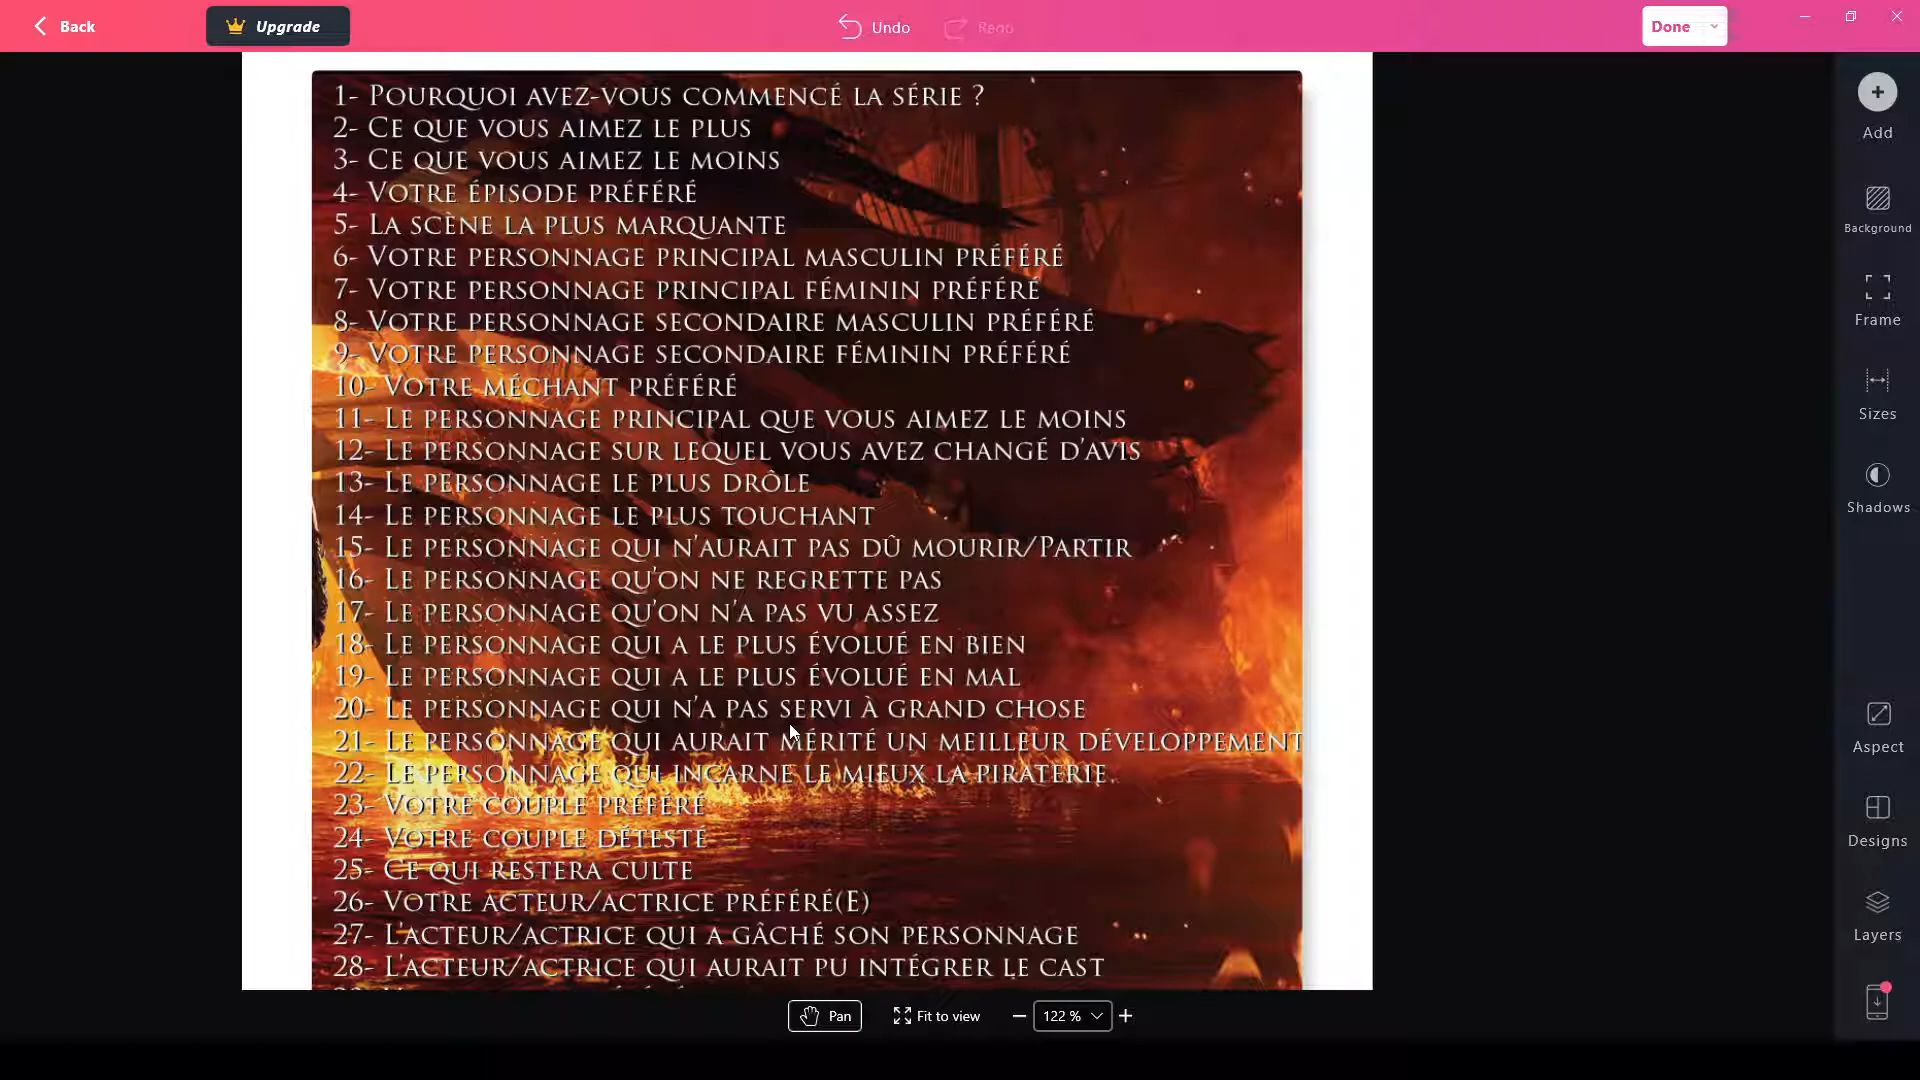 Back
Upgrade
Undo
Redo
Done
1- Pourquoi avez-vous commencé la série ?
2- Ce que vous aimez le plus
3- Ce que vous aimez le moins
4- Votre épisode préféré
5- La scène la plus marquante
6- Votre personnage principal masculin préféré
7- Votre personnage principal féminin préféré
8- Votre personnage secondaire masculin préféré
9- Votre personnage secondaire féminin préféré
10- Votre méchant préféré
11- Le personnage principal que vous aimez le moins
12- Le personnage sur lequel vous avez changé d'avis
13- Le personnage le plus drôle
14- Le personnage le plus touchant
15- Le personnage qui n'aurait pas dû mourir/Partir
16- Le personnage qu'on ne regrette pas
17- Le personnage qu'on n'a pas vu assez
18- Le personnage qui a le plus évolué en bien
19- Le personnage qui a le plus évolué en mal
20- Le personnage qui n'a pas servi à grand chose
21- Le personnage qui aurait mérité un meilleur développement
22- Le personnage qui incarne le mieux la piraterie.
23- Votre couple préféré
24- Votre couple détesté
25- Ce qui restera culte
26- Votre acteur/actrice préféré(e)
27- L'acteur/actrice qui a gâché son personnage
28- L'acteur/actrice qui aurait pu intégrer le cast
Add
Background
Frame
Sizes
Shadows
Aspect
Designs
Layers
Pan
Fit to view
122 %